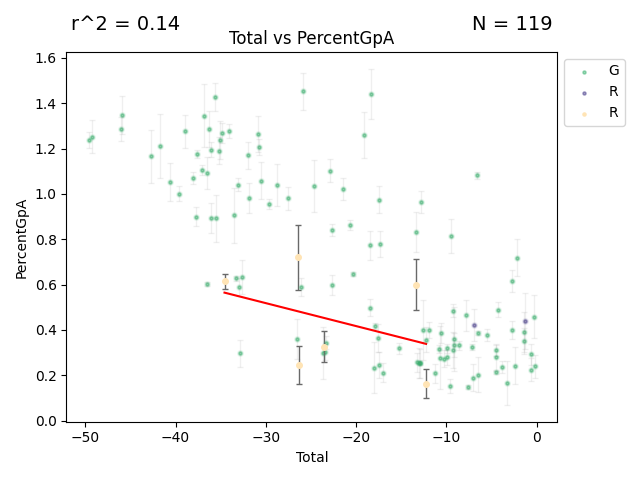 r^2 = 0.14
N = 119
Total vs PercentGpA
G
R
R
1.6
1.4
1.2
1.0
0.8
0.6
0.4
0.2
0.0
PercentGpA
−50
−40
−30
−20
−10
0
Total